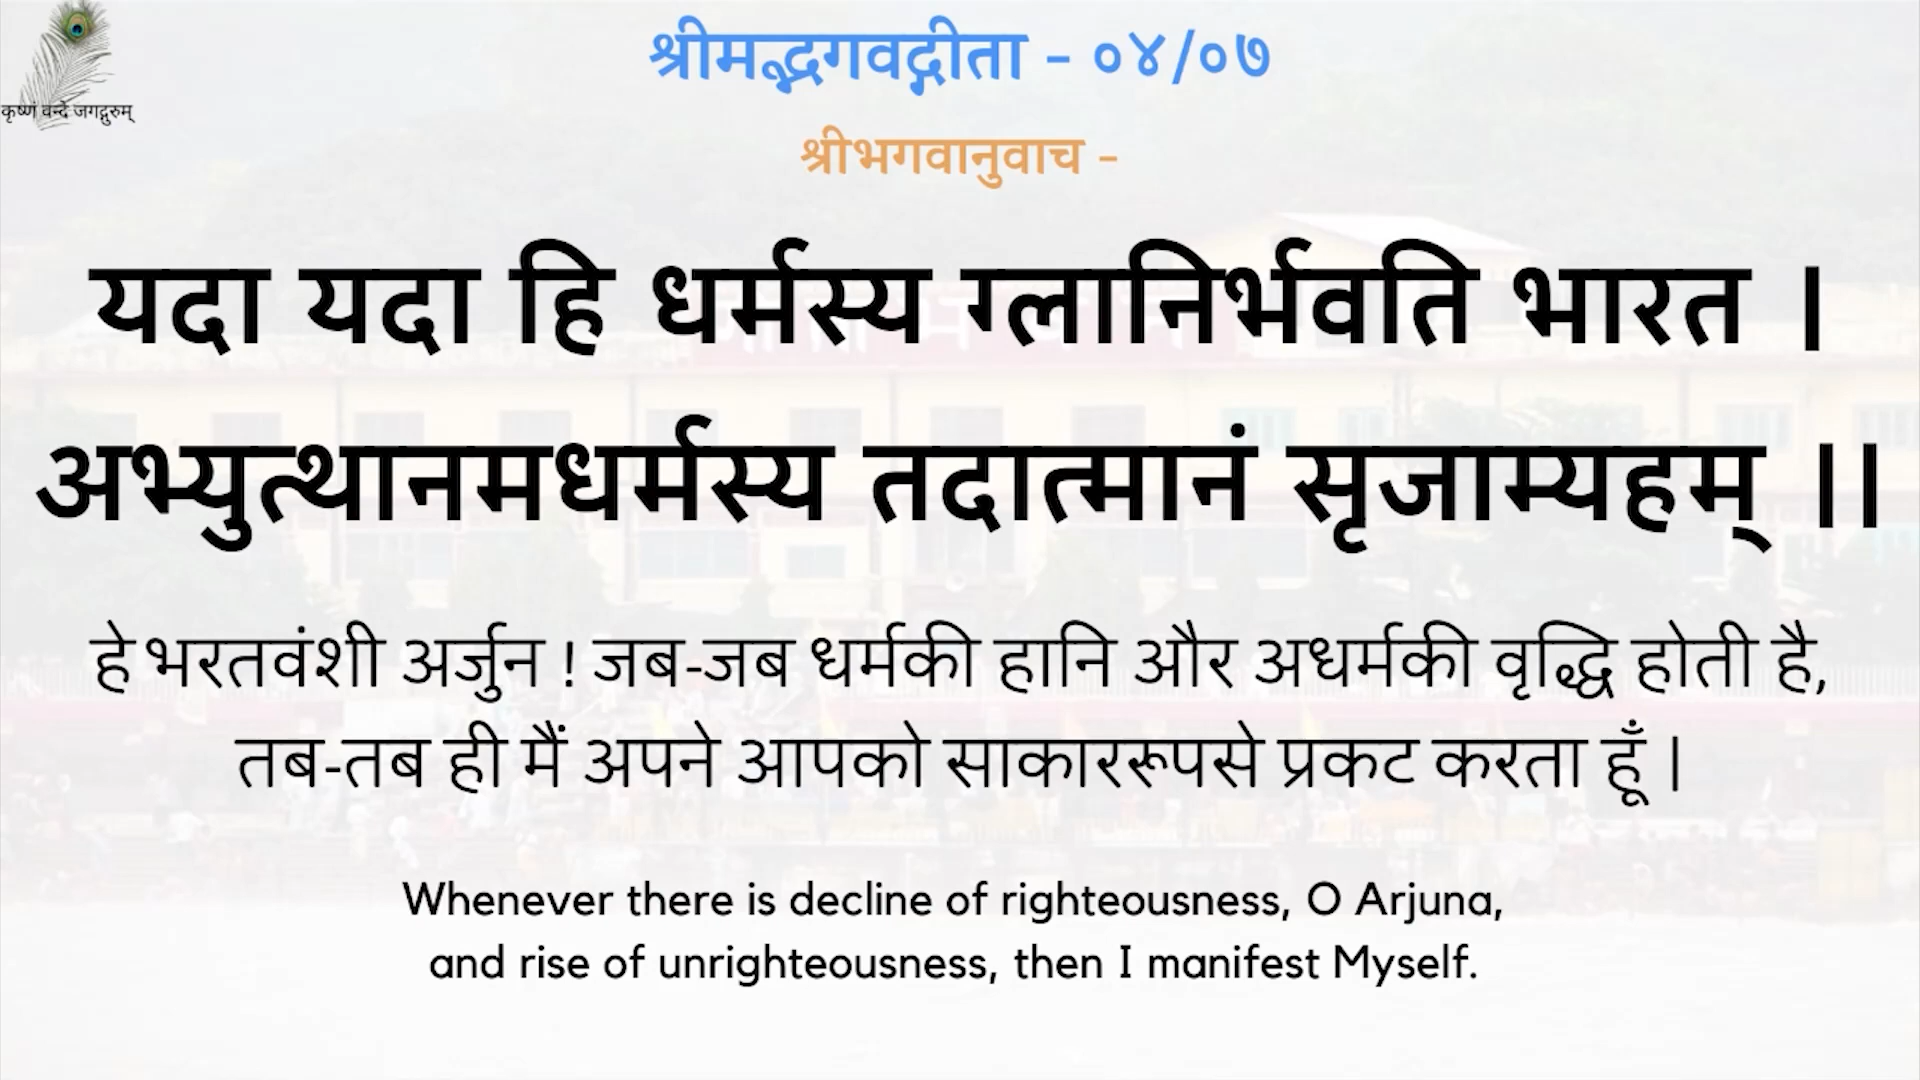 श्रीमद्भगवद्गीता - ०४/०७
कृष्णं वन्दे जगद्गुरुम्
श्रीभगवानुवाच -
यदा यदा हि धर्मस्य ग्लानिर्भवति भारत ।
अभ्युत्थानमधर्मस्य तदात्मानं सृजाम्यहम् ।।
हे भरतवंशी अर्जुन ! जब-जब धर्मकी हानि और अधर्मकी वृद्धि होती है,
तब-तब ही मैं अपने आपको साकाररूपसे प्रकट करता हूँ |
Whenever there is decline of righteousness, O Arjuna,
and rise of unrighteousness, then I manifest Myself.